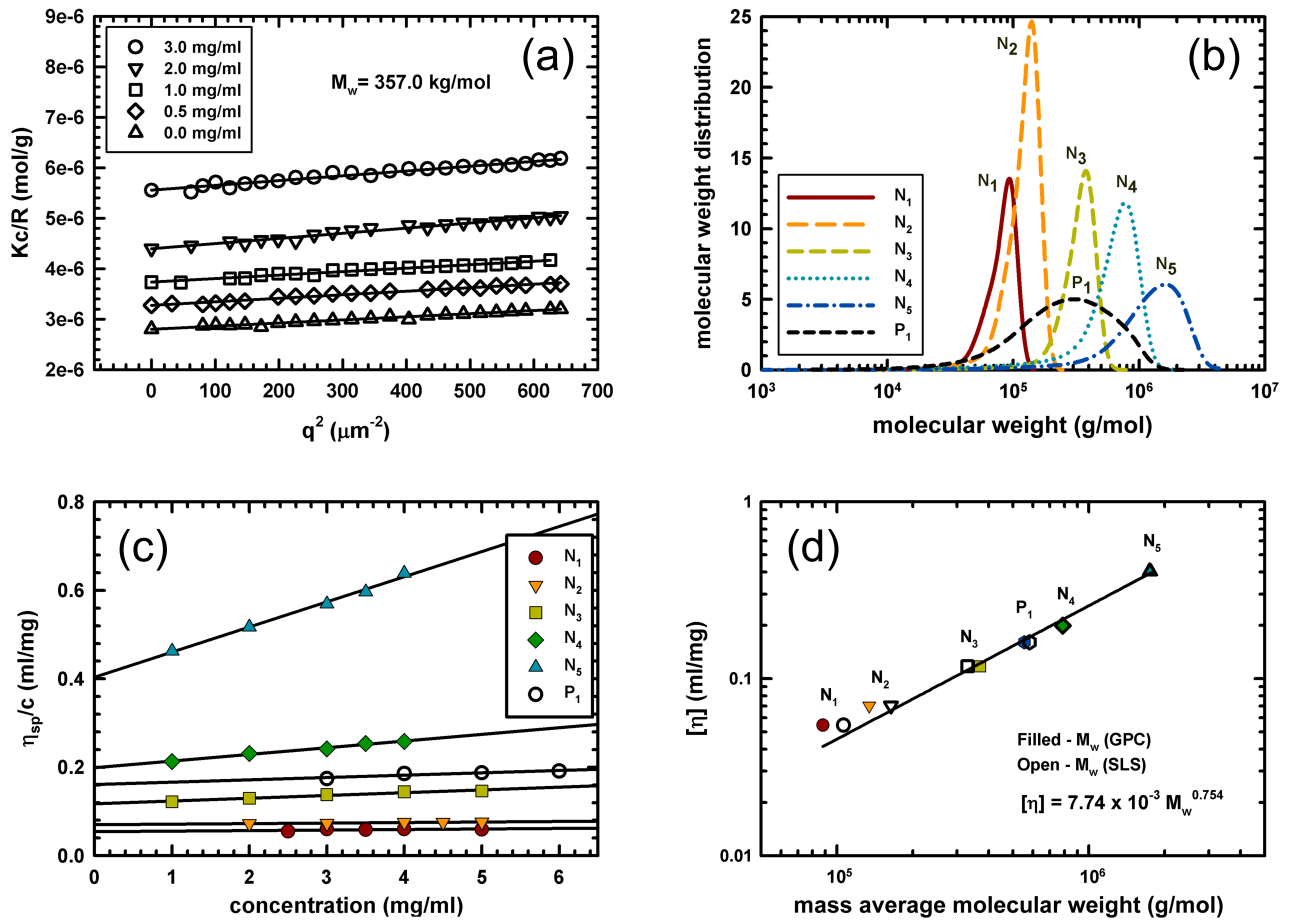 (a)
Kc/R (mol/g)
9e-6
8e-6
7e-6
6e-6
5e-6
4e-6
3e-6
2e-6
3.0 mg/ml
2.0 mg/ml
1.0 mg/ml
0.5 mg/ml
0.0 mg/ml
M_w= 357.0 kg/mol
0 100 200 300 400 500 600 700
q² (μm⁻²)
(b)
molecular weight distribution
25
20
15
10
5
0
N₁
N₂
N₃
N₄
N₅
P₁
N₁
N₂
N₃
N₄
N₅
P₁
10³ 10⁴ 10⁵ 10⁶ 10⁷
molecular weight (g/mol)
(c)
η_sp/c (ml/mg)
0.8
0.6
0.4
0.2
0.0
N₁
N₂
N₃
N₄
N₅
P₁
0 1 2 3 4 5 6
concentration (mg/ml)
(d)
[η] (ml/mg)
1
0.1
0.01
N₁
N₂
N₃
P₁
N₄
N₅
Filled - M_w (GPC)
Open - M_w (SLS)
[η] = 7.74 x 10⁻³ M_w^0.754
10⁵ 10⁶
mass average molecular weight (g/mol)